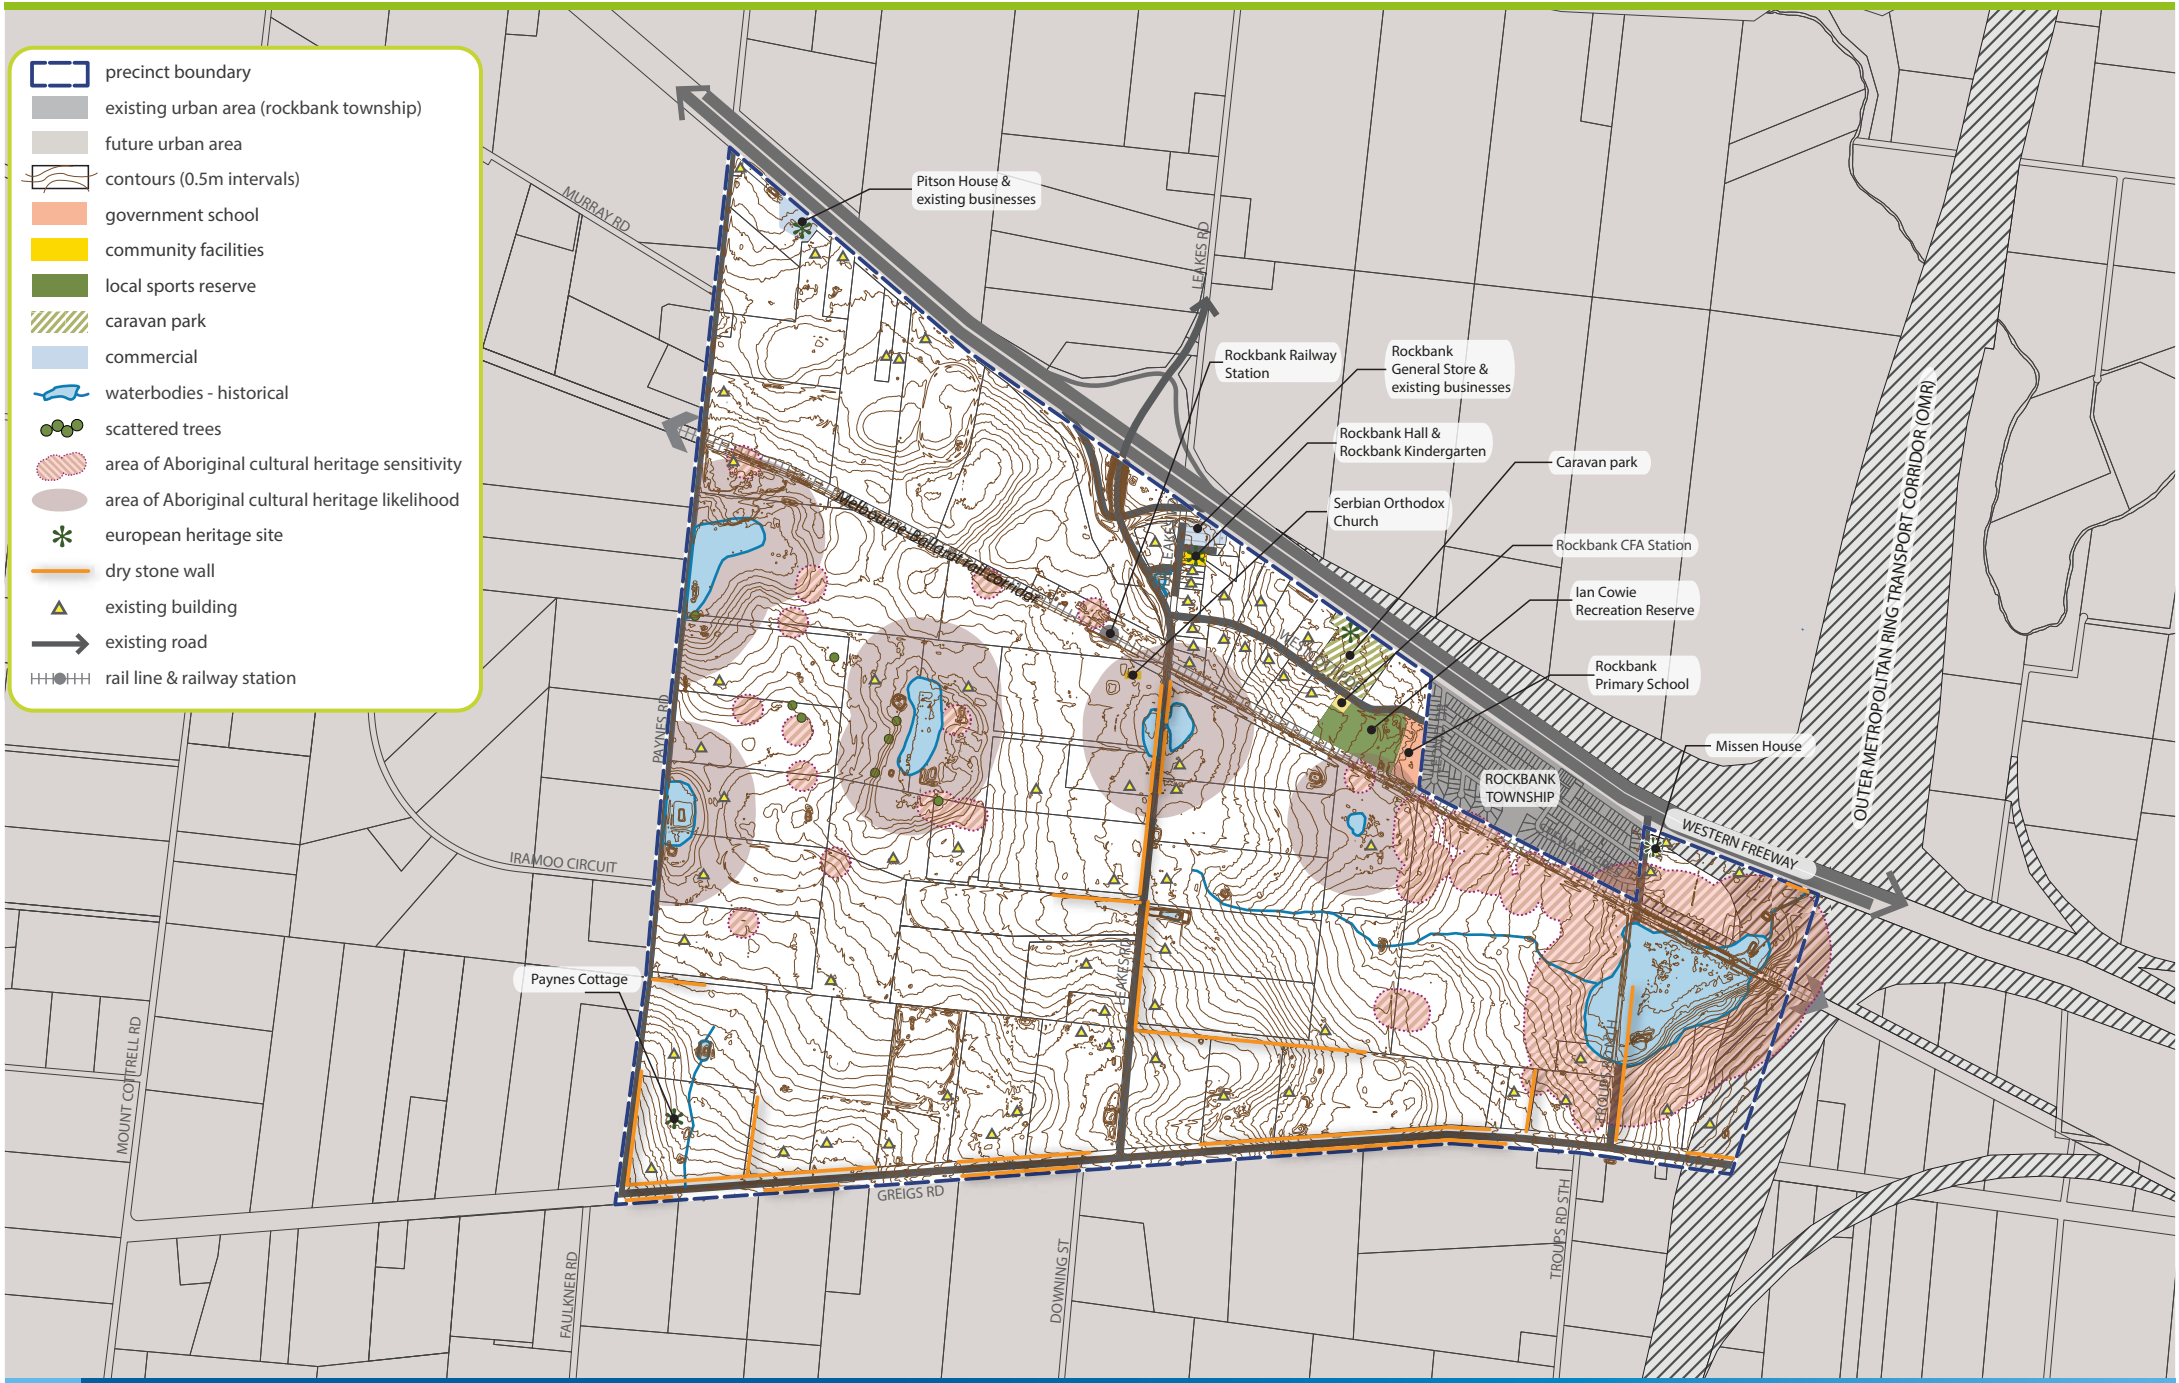 precinct boundary
existing urban area (rockbank township)
future urban area
contours (0.5m intervals)
government school
community facilities
local sports reserve
caravan park
commercial
waterbodies - historical
scattered trees
area of Aboriginal cultural heritage sensitivity
area of Aboriginal cultural heritage likelihood
european heritage site
dry stone wall
existing building
existing road
rail line & railway station
MURRAY RD
Pitson House &
existing businesses
LEAKES RD
Rockbank Railway
Station
Rockbank
General Store &
existing businesses
Rockbank Hall &
Rockbank Kindergarten
Caravan park
Serbian Orthodox
Church
Rockbank CFA Station
Ian Cowie
Recreation Reserve
Rockbank
Primary School
Missen House
OUTER METROPOLITAN RING TRANSPORT CORRIDOR (OMR)
Melbourne-Ballarat rail corridor
PAYNES RD
ROCKBANK
TOWNSHIP
WESTERN FREEWAY
IRAMOO CIRCUIT
LEAKES RD
Paynes Cottage
MOUNT COTTRELL RD
GREIGS RD
FAULKNER RD
DOWNING ST
TROUPS RD STH